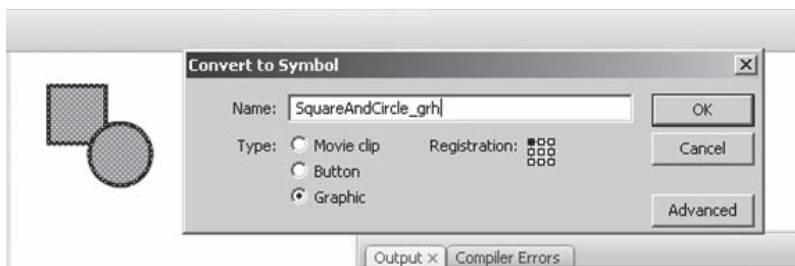 Convert to Symbol
Name: SquareAndCircle_grh
OK
Type: Movie clip Registration: Cancel
Button
Graphic
Advanced
Output × Compiler Errors